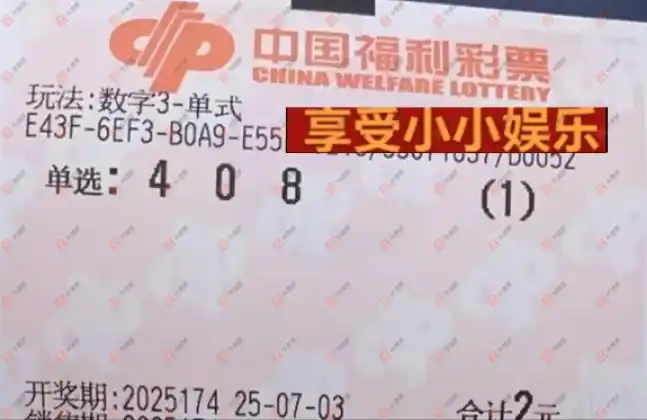 中国福利彩票
CHINA WELFARE LOTTERY
玩法:数字3-单式
E43F-6EF3-B0A9-E55
享受小小娱乐
单选: 4 0 8 (1)
开奖期:2025174 25-07-03
合计2元